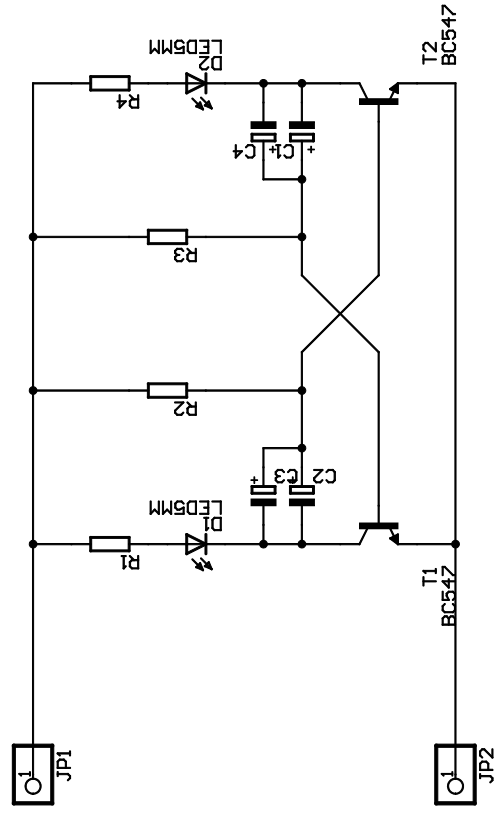 D2
LED5MM
T2
BC547
R4
C4
+
C1
+
R3
R2
+
C3
+
C2
D1
LED5MM
R1
T1
BC547
1
JP1
1
JP2